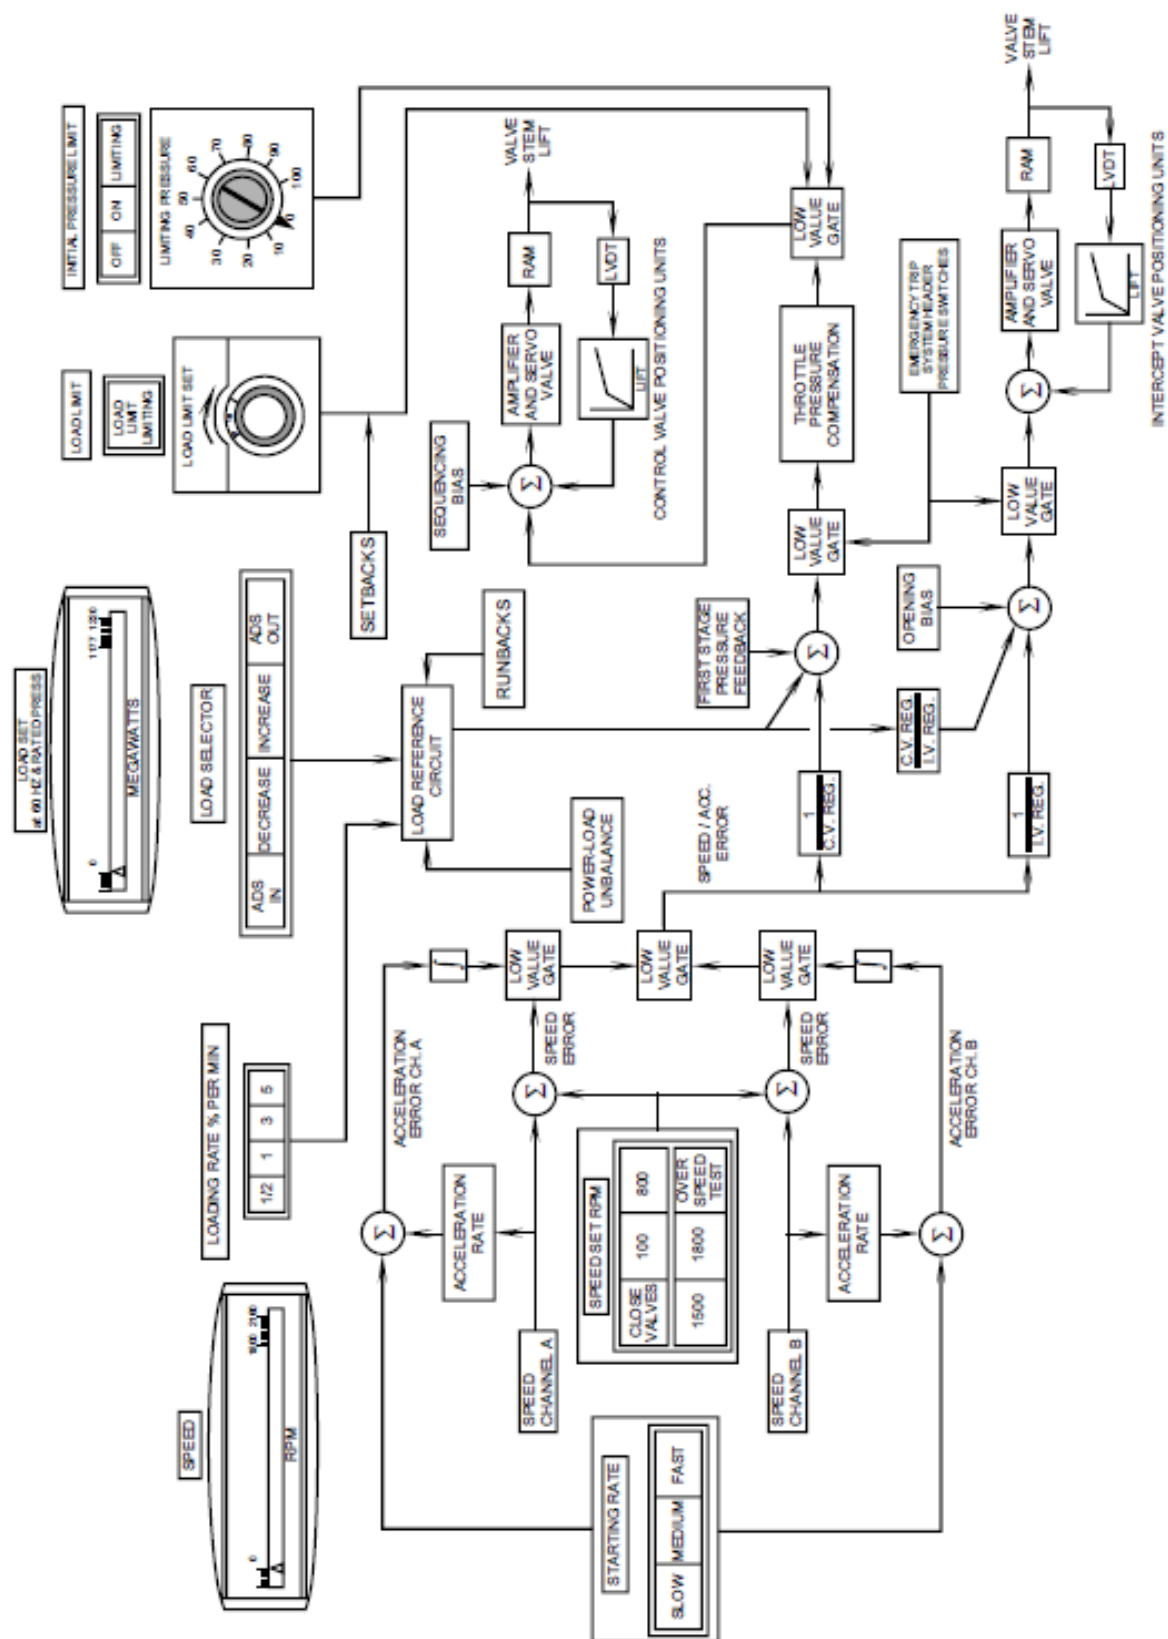 SPEED
0
1800 2100
RPM
LOADING RATE % PER MIN
1/2
1
3
5
LOAD SET
at 60 HZ & RATED PRESS
0
1177 1200
MEGAWATTS
LOAD SELECTOR
ADS
IN
DECREASE
INCREASE
ADS
OUT
LOAD LIMIT
LOAD
LIMIT
LIMITING
LOAD LIMIT SET
INITIAL PRESSURE LIMIT
OFF
ON
LIMITING
LIMITING PRESSURE
0
10
20
30
40
50
60
70
80
90
100
STARTING RATE
SLOW
MEDIUM
FAST
SPEED
CHANNEL A
ACCELERATION
RATE
Σ
ACCELERATION
ERROR CH. A
∫
Σ
SPEED
ERROR
LOW
VALUE
GATE
SPEED SET RPM
CLOSE
VALVES
100
800
1500
1800
OVER
SPEED
TEST
LOW
VALUE
GATE
SPEED
CHANNEL B
ACCELERATION
RATE
Σ
SPEED
ERROR
LOW
VALUE
GATE
Σ
ACCELERATION
ERROR CH. B
∫
LOAD REFERENCE
CIRCUIT
POWER-LOAD
UNBALANCE
RUNBACKS
SETBACKS
SPEED / ACC.
ERROR
1
C.V. REG.
1
I.V. REG.
C.V. REG.
I.V. REG.
FIRST STAGE
PRESSURE
FEEDBACK
Σ
LOW
VALUE
GATE
THROTTLE
PRESSURE
COMPENSATION
LOW
VALUE
GATE
SEQUENCING
BIAS
Σ
AMPLIFIER
AND SERVO
VALVE
RAM
VALVE
STEM
LIFT
LVDT
LIFT
CONTROL VALVE POSITIONING UNITS
OPENING
BIAS
Σ
LOW
VALUE
GATE
EMERGENCY TRIP
SYSTEM HEADER
PRESSURE SWITCHES
Σ
AMPLIFIER
AND SERVO
VALVE
RAM
VALVE
STEM
LIFT
LVDT
LIFT
INTERCEPT VALVE POSITIONING UNITS